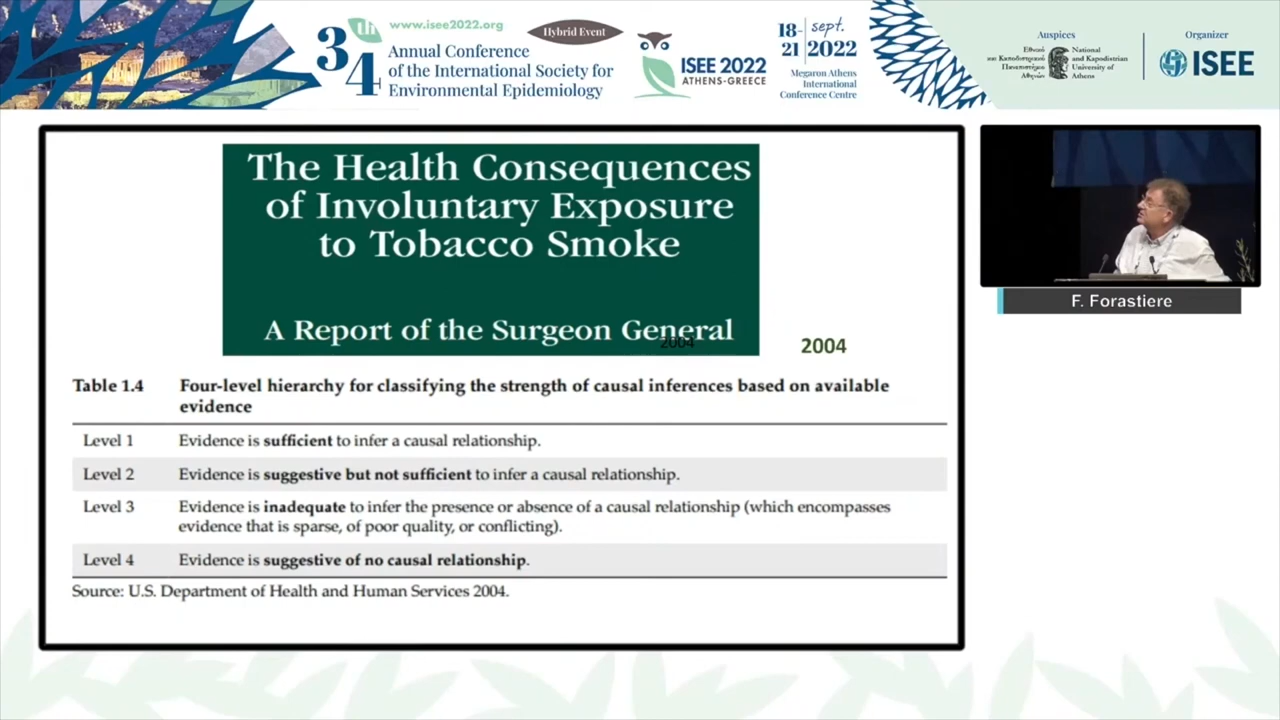 34th
www.isee2022.org
Hybrid Event
Annual Conference
of the International Society for
Environmental Epidemiology
ISEE 2022
ATHENS-GREECE
18- sept.
21 2022
Megaron Athens
International
Conference Centre
Auspices
Εθνικό
και Καποδιστριακό
Πανεπιστήμιο
Αθηνών
National
and Kapodistrian
University of
Athens
Organizer
ISEE
The Health Consequences
of Involuntary Exposure
to Tobacco Smoke
A Report of the Surgeon General
2004
2004
Table 1.4 Four-level hierarchy for classifying the strength of causal inferences based on available
evidence
Level 1 Evidence is sufficient to infer a causal relationship.
Level 2 Evidence is suggestive but not sufficient to infer a causal relationship.
Level 3 Evidence is inadequate to infer the presence or absence of a causal relationship (which encompasses
evidence that is sparse, of poor quality, or conflicting).
Level 4 Evidence is suggestive of no causal relationship.
Source: U.S. Department of Health and Human Services 2004.
F. Forastiere